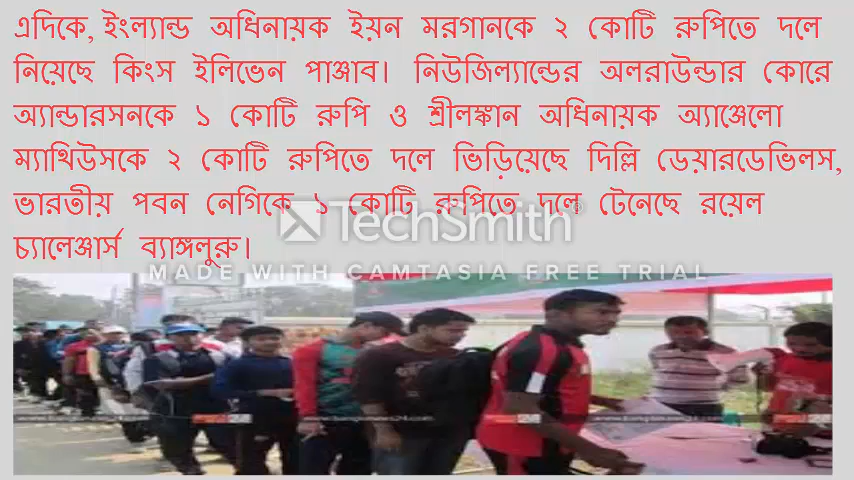 এদিকে, ইংল্যান্ড অধিনায়ক ইয়ন মরগানকে ২ কোটি রুপিতে দলে
নিয়েছে কিংস ইলিভেন পাঞ্জাব। নিউজিল্যান্ডের অলরাউন্ডার কোরে
অ্যান্ডারসনকে ১ কোটি রুপি ও শ্রীলঙ্কান অধিনায়ক অ্যাঞ্জেলো
ম্যাথিউসকে ২ কোটি রুপিতে দলে ভিড়িয়েছে দিল্লি ডেয়ারডেভিলস,
ভারতীয় পবন নেগিকে ১ কোটি রুপিতে দলে টেনেছে রয়েল
TechSmith
চ্যালেঞ্জার্স ব্যাঙ্গলুরু।
MADE WITH CAMTASIA FREE TRIAL